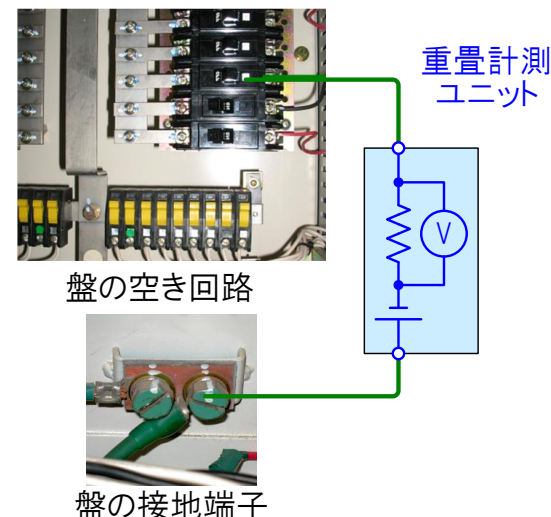 重畳計測
ユニット
V
盤の空き回路
盤の接地端子